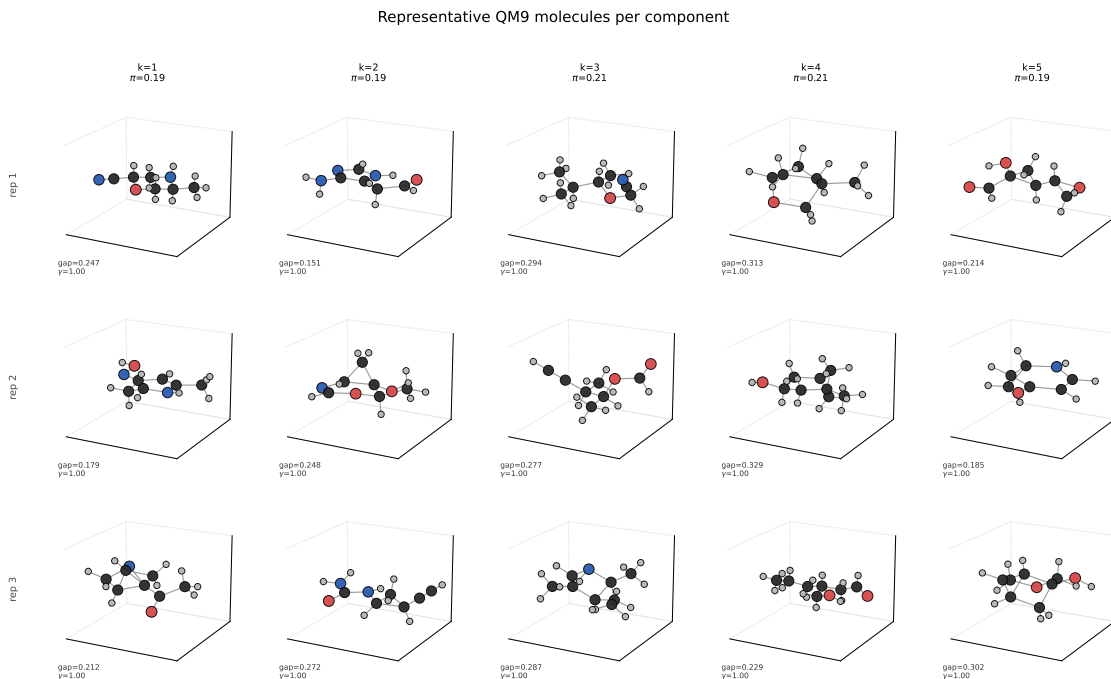 Representative QM9 molecules per component
k=1
π=0.19
k=2
π=0.19
k=3
π=0.21
k=4
π=0.21
k=5
π=0.19
rep 1
gap=0.247
γ=1.00
gap=0.151
γ=1.00
gap=0.294
γ=1.00
gap=0.313
γ=1.00
gap=0.214
γ=1.00
rep 2
gap=0.179
γ=1.00
gap=0.248
γ=1.00
gap=0.277
γ=1.00
gap=0.329
γ=1.00
gap=0.185
γ=1.00
rep 3
gap=0.212
γ=1.00
gap=0.272
γ=1.00
gap=0.287
γ=1.00
gap=0.229
γ=1.00
gap=0.302
γ=1.00